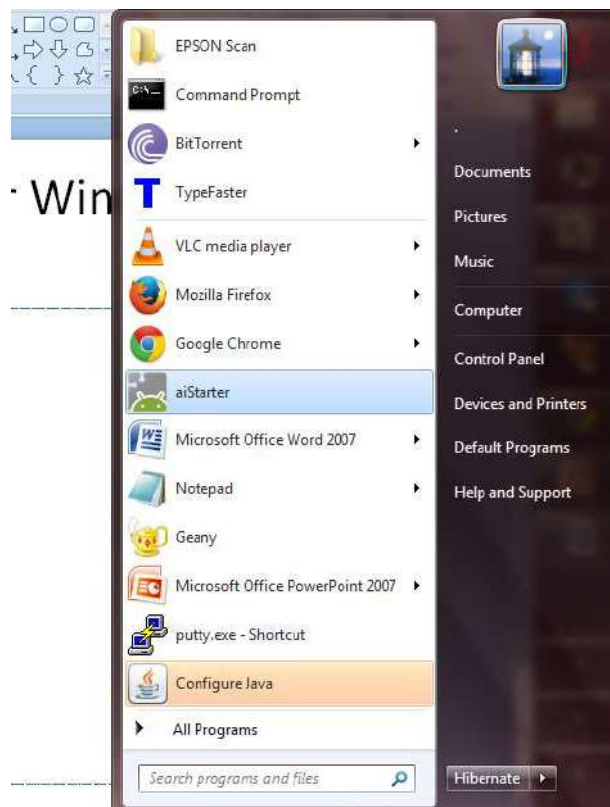 r Win
EPSON Scan
C:\_
Command Prompt
BitTorrent
TypeFaster
VLC media player
Mozilla Firefox
Google Chrome
aiStarter
Microsoft Office Word 2007
Notepad
Geany
Microsoft Office PowerPoint 2007
putty.exe - Shortcut
Configure Java
All Programs
Search programs and files
.
Documents
Pictures
Music
Computer
Control Panel
Devices and Printers
Default Programs
Help and Support
Hibernate